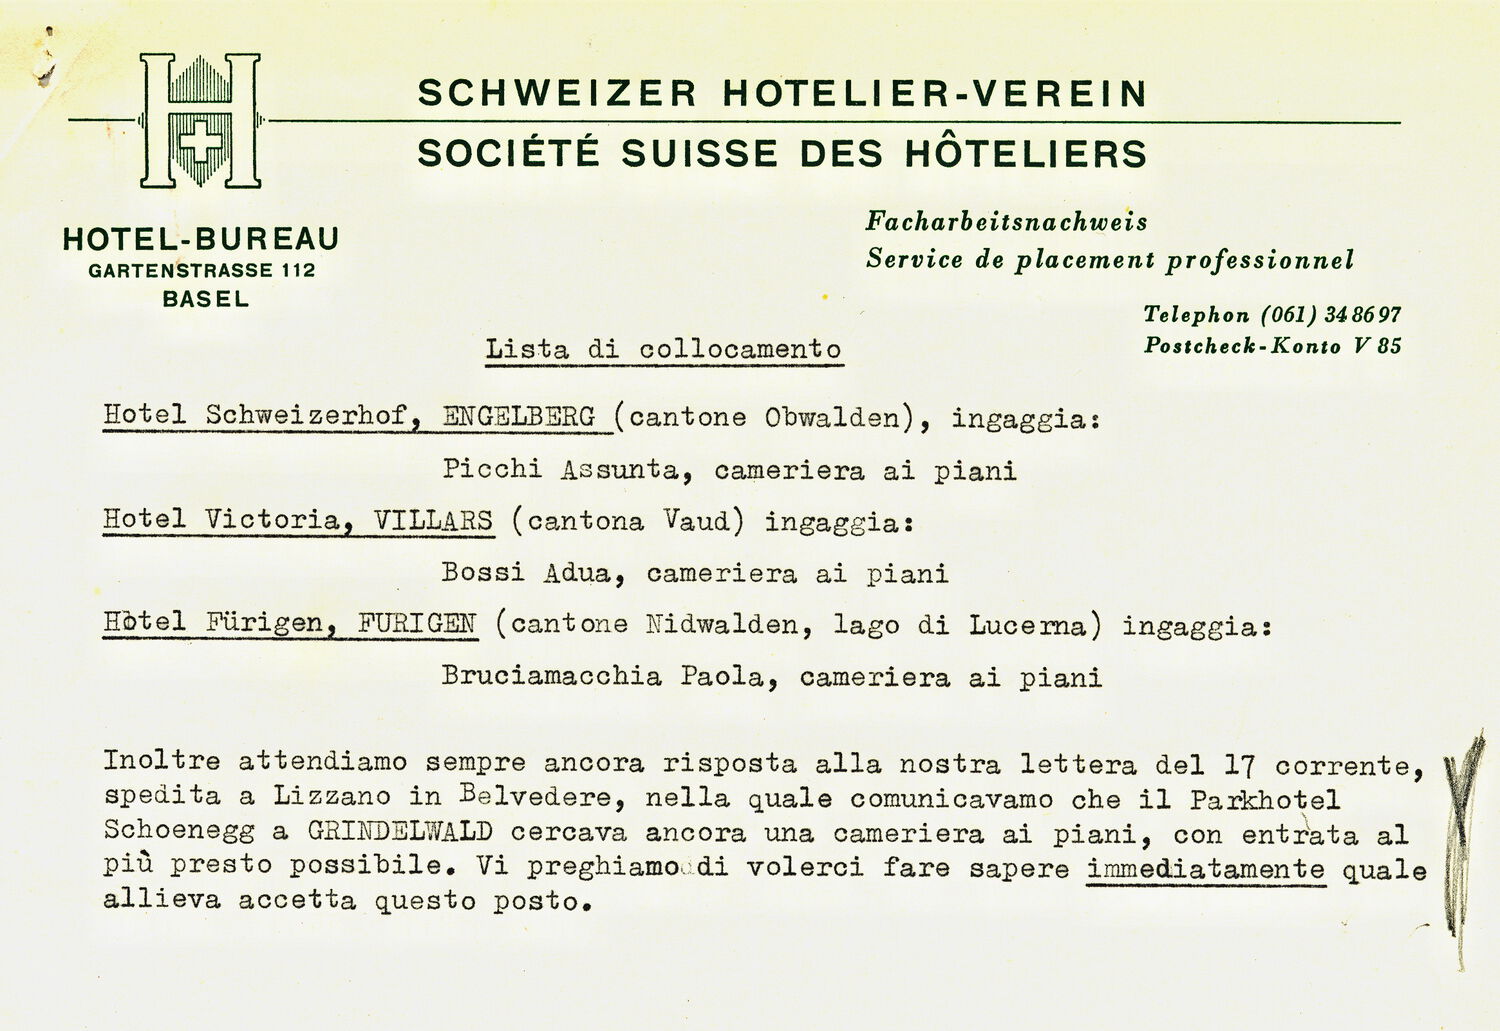 H
SCHWEIZER HOTELIER-VEREIN
SOCIÉTÉ SUISSE DES HÔTELIERS
HOTEL-BUREAU
GARTENSTRASSE 112
BASEL
Facharbeitsnachweis
Service de placement professionnel
Telephon (061) 34 86 97
Postcheck-Konto V 85
Lista di collocamento
Hotel Schweizerhof, ENGELBERG (cantone Obwalden), ingaggia:
Picchi Assunta, cameriera ai piani
Hotel Victoria, VILLARS (cantona Vaud) ingaggia:
Bossi Adua, cameriera ai piani
Hotel Fürigen, FURIGEN (cantone Nidwalden, lago di Lucerna) ingaggia:
Bruciamacchia Paola, cameriera ai piani
Inoltre attendiamo sempre ancora risposta alla nostra lettera del 17 corrente,
spedita a Lizzano in Belvedere, nella quale comunicavamo che il Parkhotel
Schoenegg a GRINDELWALD cercava ancora una cameriera ai piani, con entrata al
più presto possibile. Vi preghiamo di volerci fare sapere immediatamente quale
allieva accetta questo posto.